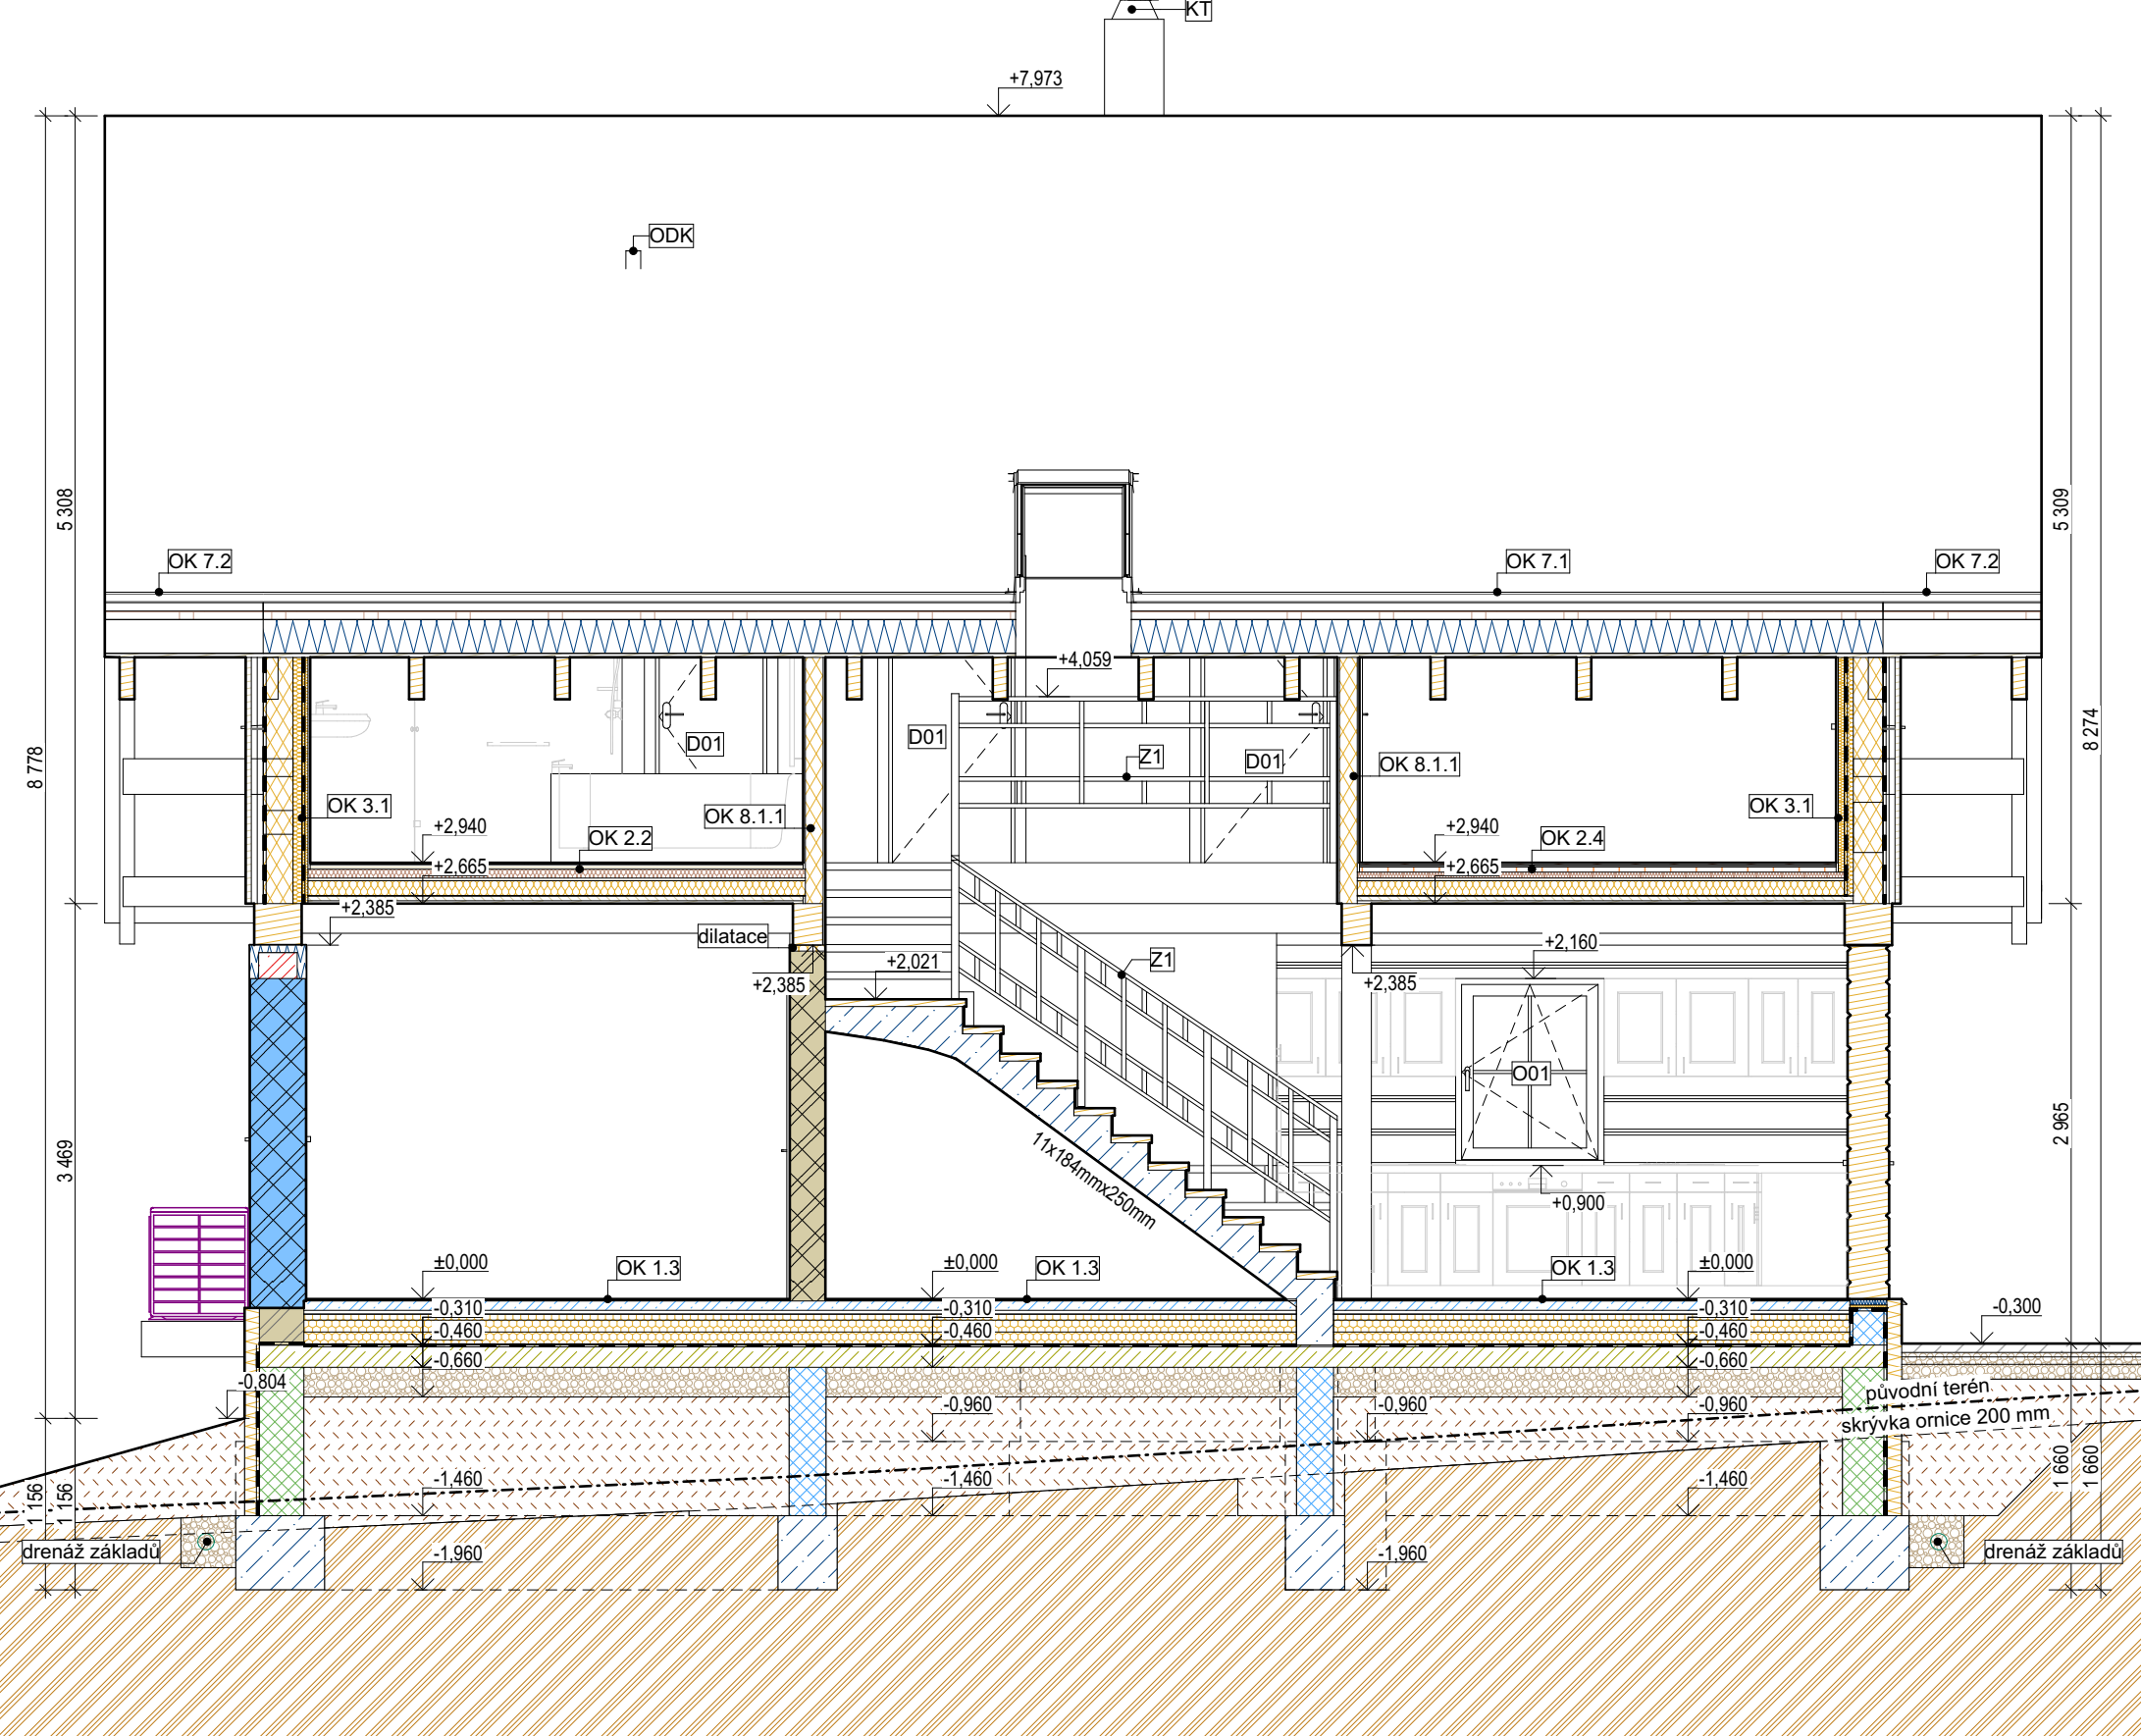 KT
+7,973
ODK
5 308
5 309
OK 7.2
OK 7.1
OK 7.2
+4,059
8 778
8 274
D01
D01
Z1
D01
OK 8.1.1
OK 3.1
OK 8.1.1
OK 3.1
+2,940
OK 2.2
+2,940
OK 2.4
+2,665
+2,665
+2,385
dilatace
+2,160
+2,021
Z1
+2,385
+2,385
O01
3 469
2 965
11x184mmx250mm
+0,900
±0,000
OK 1.3
±0,000
OK 1.3
OK 1.3
±0,000
-0,310
-0,310
-0,310
-0,300
-0,460
-0,460
-0,460
-0,660
-0,660
-0,660
-0,804
původní terén
-0,960
-0,960
-0,960
skrývka ornice 200 mm
-1,460
-1,460
-1,460
1 156
1 156
1 660
1 660
drenáž základů
-1,960
-1,960
drenáž základů